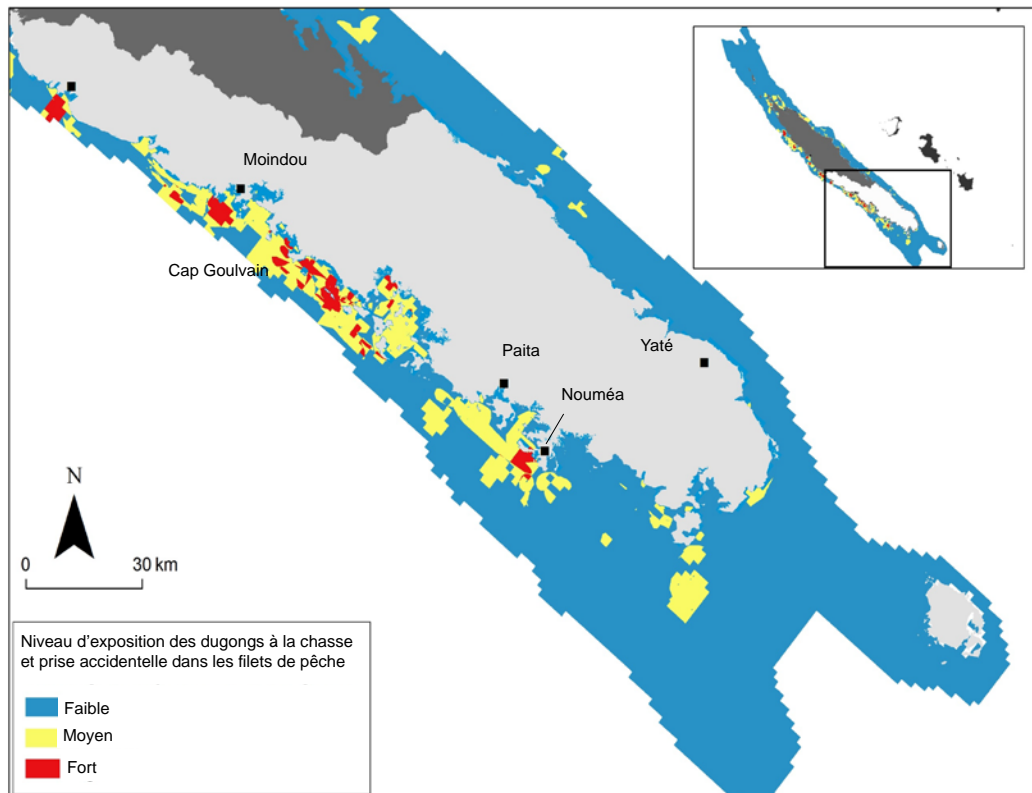 Moindou
Cap Goulvain
Paita
Yaté
Nouméa
N
0 30 km
Niveau d'exposition des dugongs à la chasse
et prise accidentelle dans les filets de pêche
Faible
Moyen
Fort